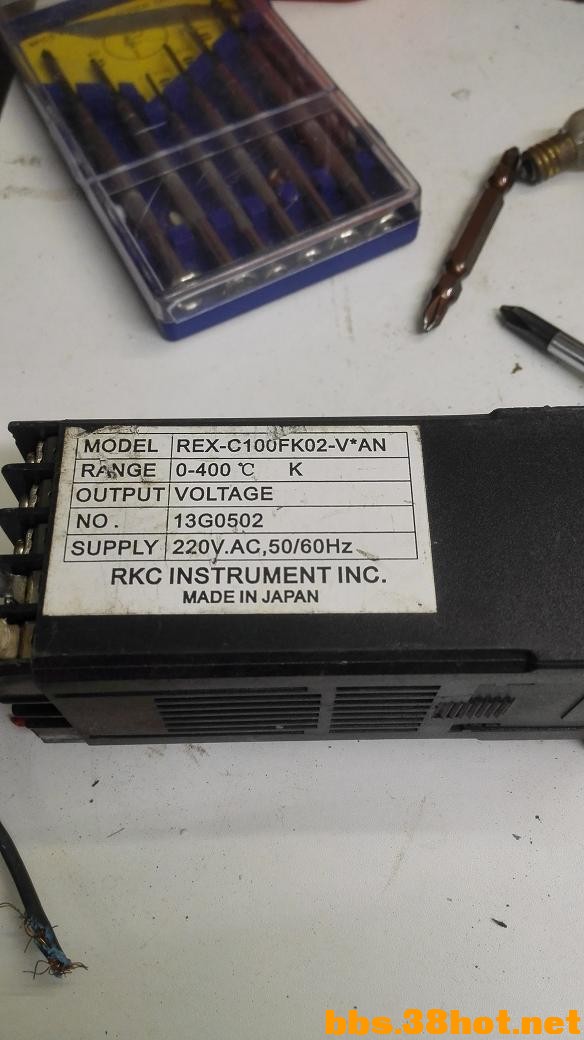 MODEL REX-C100FK02-V*AN
RANGE 0-400 ℃ K
OUTPUT VOLTAGE
NO. 13G0502
SUPPLY 220V.AC,50/60Hz
RKC INSTRUMENT INC.
MADE IN JAPAN
bbs.38hot.net